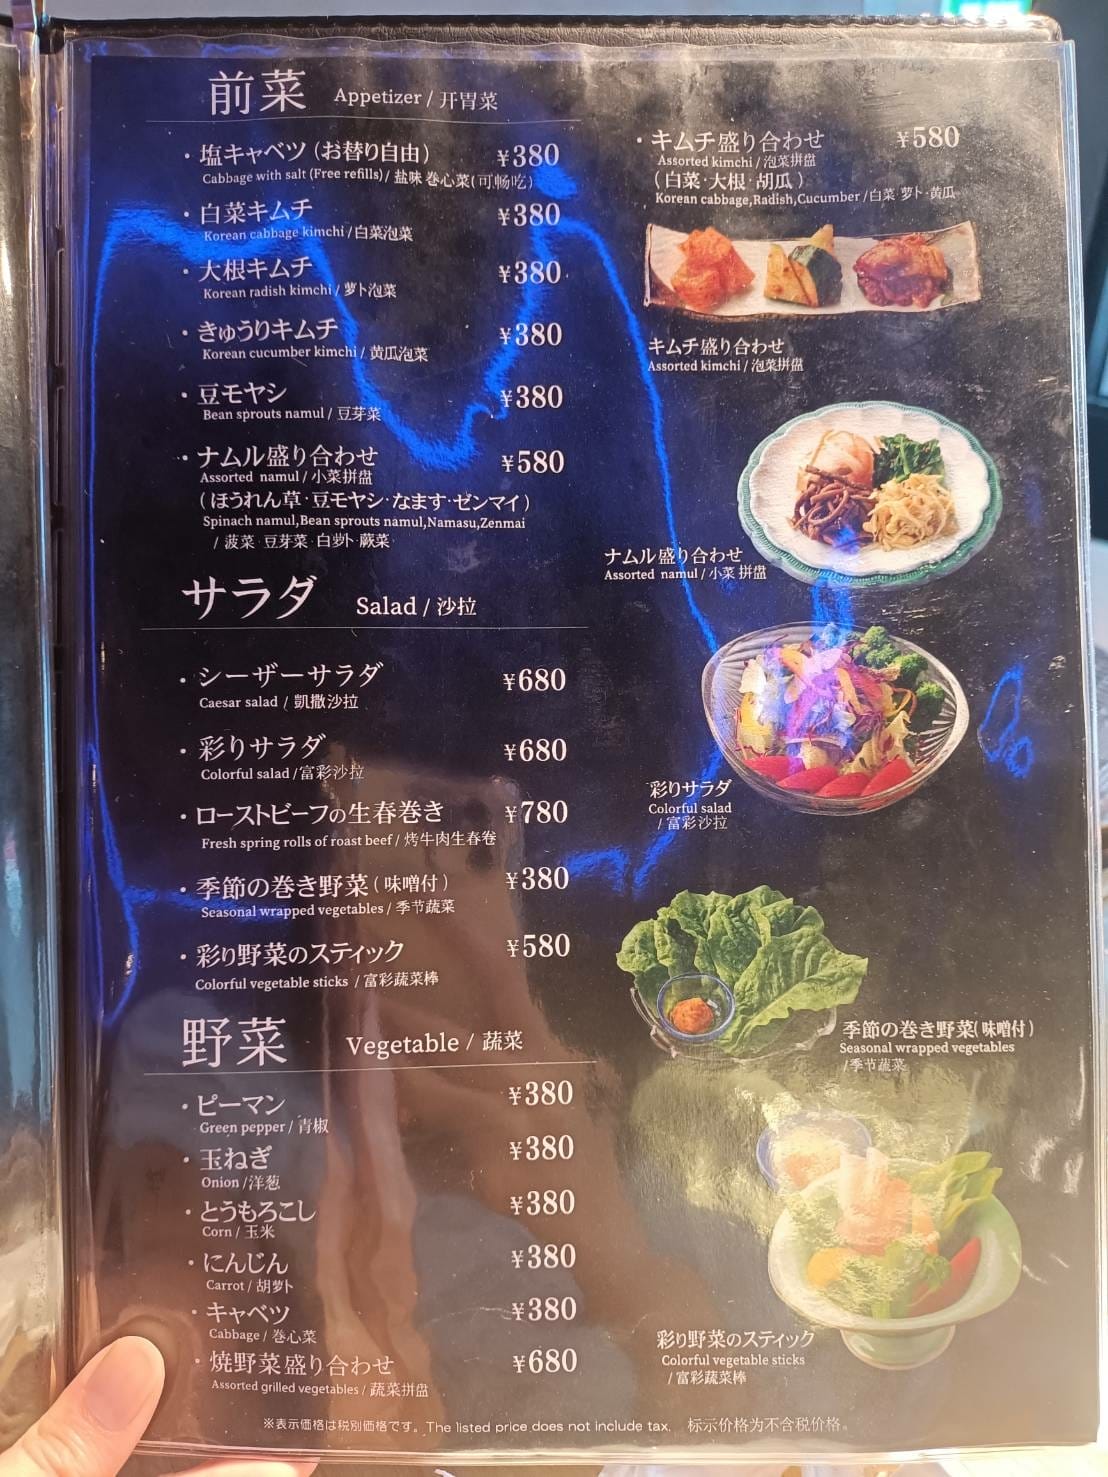 前菜 Appetizer / 开胃菜
・塩キャベツ (お替り自由) ¥380
Cabbage with salt (Free refills) / 盐味 卷心菜(可畅吃)
・白菜キムチ ¥380
Korean cabbage kimchi / 白菜泡菜
・大根キムチ ¥380
Korean radish kimchi / 萝卜泡菜
・きゅうりキムチ ¥380
Korean cucumber kimchi / 黄瓜泡菜
・豆モヤシ ¥380
Bean sprouts namul / 豆芽菜
・ナムル盛り合わせ ¥580
Assorted namul / 小菜拼盘
(ほうれん草・豆モヤシ・なます・ゼンマイ)
Spinach namul,Bean sprouts namul,Namasu,Zenmai
/ 菠菜・豆芽菜・白萝卜・蕨菜
・キムチ盛り合わせ ¥580
Assorted kimchi / 泡菜拼盘
(白菜・大根・胡瓜)
Korean cabbage,Radish,Cucumber / 白菜・萝卜・黄瓜
キムチ盛り合わせ
Assorted kimchi / 泡菜拼盘
ナムル盛り合わせ
Assorted namul / 小菜 拼盘
サラダ Salad / 沙拉
・シーザーサラダ ¥680
Caesar salad / 凱撒沙拉
・彩りサラダ ¥680
Colorful salad / 富彩沙拉
・ローストビーフの生春巻き ¥780
Fresh spring rolls of roast beef / 烤牛肉生春卷
・季節の巻き野菜 (味噌付) ¥380
Seasonal wrapped vegetables / 季节蔬菜
・彩り野菜のスティック ¥580
Colorful vegetable sticks / 富彩蔬菜棒
彩りサラダ
Colorful salad
/ 富彩沙拉
季節の巻き野菜(味噌付)
Seasonal wrapped vegetables
/季节蔬菜
野菜 Vegetable / 蔬菜
・ピーマン ¥380
Green pepper / 青椒
・玉ねぎ ¥380
Onion / 洋葱
・とうもろこし ¥380
Corn / 玉米
・にんじん ¥380
Carrot / 胡萝卜
・キャベツ ¥380
Cabbage / 卷心菜
・焼野菜盛り合わせ ¥680
Assorted grilled vegetables / 蔬菜拼盘
彩り野菜のスティック
Colorful vegetable sticks
/ 富彩蔬菜棒
※表示価格は税別価格です。The listed price does not include tax. 标示价格为不含税价格。